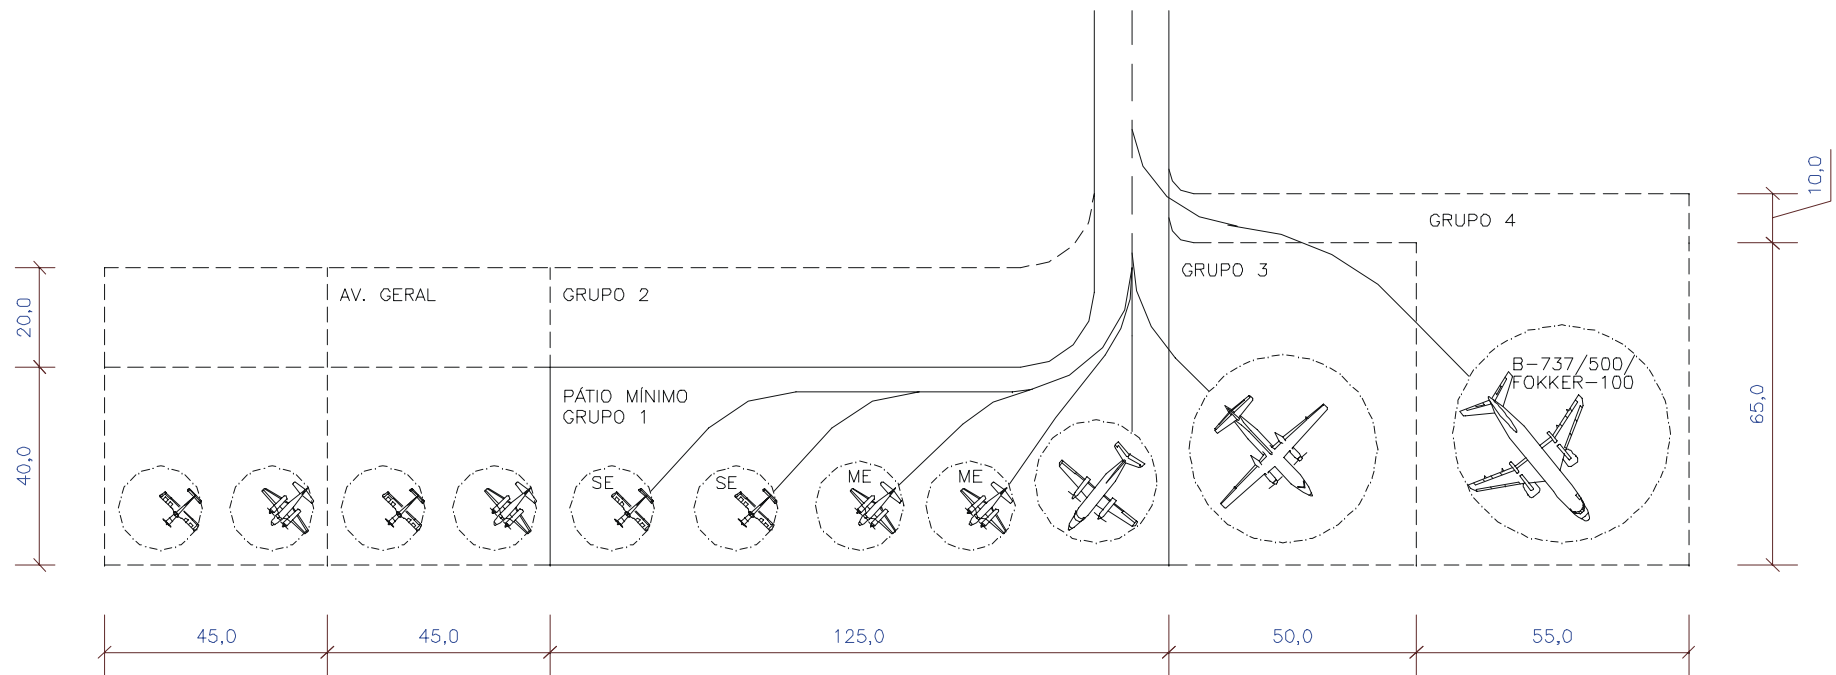 10,0
GRUPO 4
GRUPO 3
AV. GERAL
GRUPO 2
20,0
B-737/500/
FOKKER-100
PÁTIO MÍNIMO
GRUPO 1
65,0
40,0
SE
SE
ME
ME
45,0
45,0
125,0
50,0
55,0